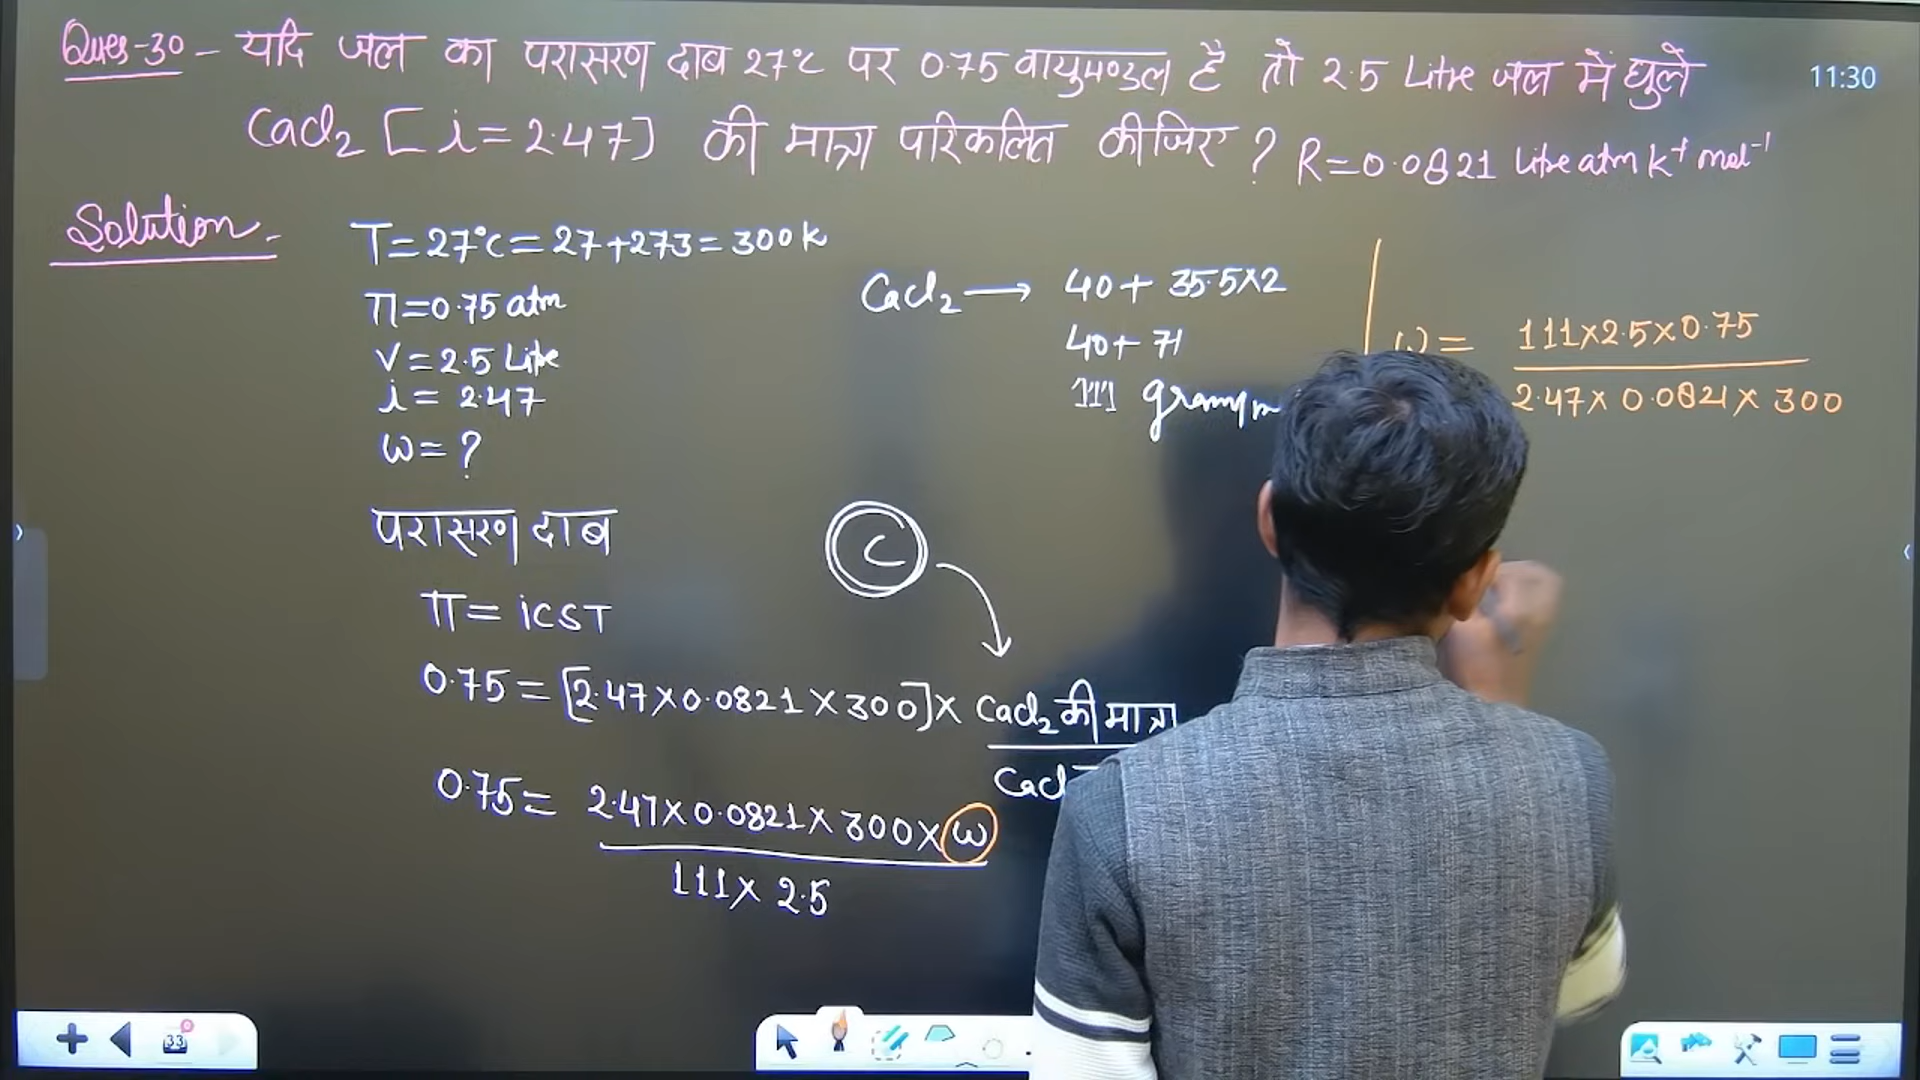 Ques-30 - यदि जल का परासरण दाब 27°C पर 0.75 वायुमण्डल है तो 2.5 Litre जल में घुले
CaCl₂ [i=2.47] की मात्रा परिकलित कीजिए ? R=0.0821 Litre atm K⁻¹ mol⁻¹
11:30
Solution -
T=27°C=27+273=300K
π=0.75 atm
V=2.5 Litre
i= 2.47
w= ?
CaCl₂ → 40+ 35.5×2
40+ 71
111 gram
परासरण दाब
C
π= iCST
0.75= [2.47×0.0821×300]× CaCl₂ की मात्रा
0.75= 2.47×0.0821×300×w
111× 2.5
w= 111×2.5×0.75
2.47× 0.0821× 300
33